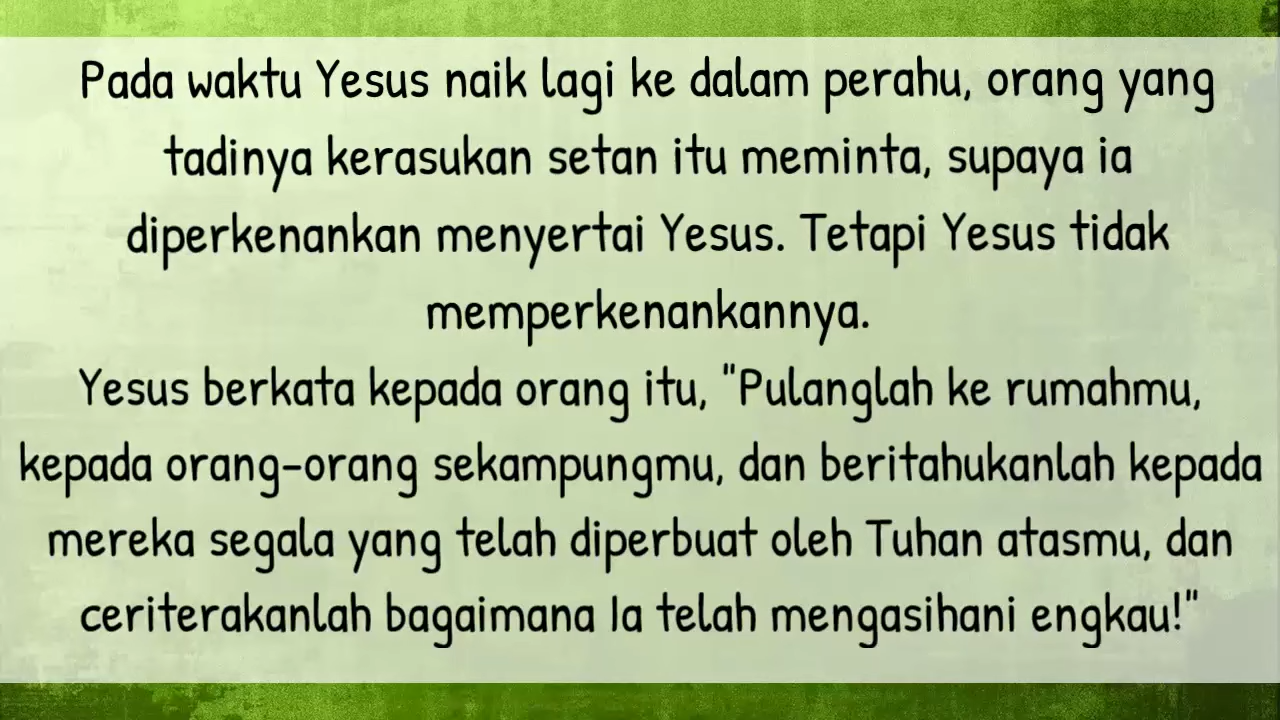 Pada waktu Yesus naik lagi ke dalam perahu, orang yang
tadinya kerasukan setan itu meminta, supaya ia
diperkenankan menyertai Yesus. Tetapi Yesus tidak
memperkenankannya.
Yesus berkata kepada orang itu, "Pulanglah ke rumahmu,
kepada orang-orang sekampungmu, dan beritahukanlah kepada
mereka segala yang telah diperbuat oleh Tuhan atasmu, dan
ceriterakanlah bagaimana Ia telah mengasihani engkau!"